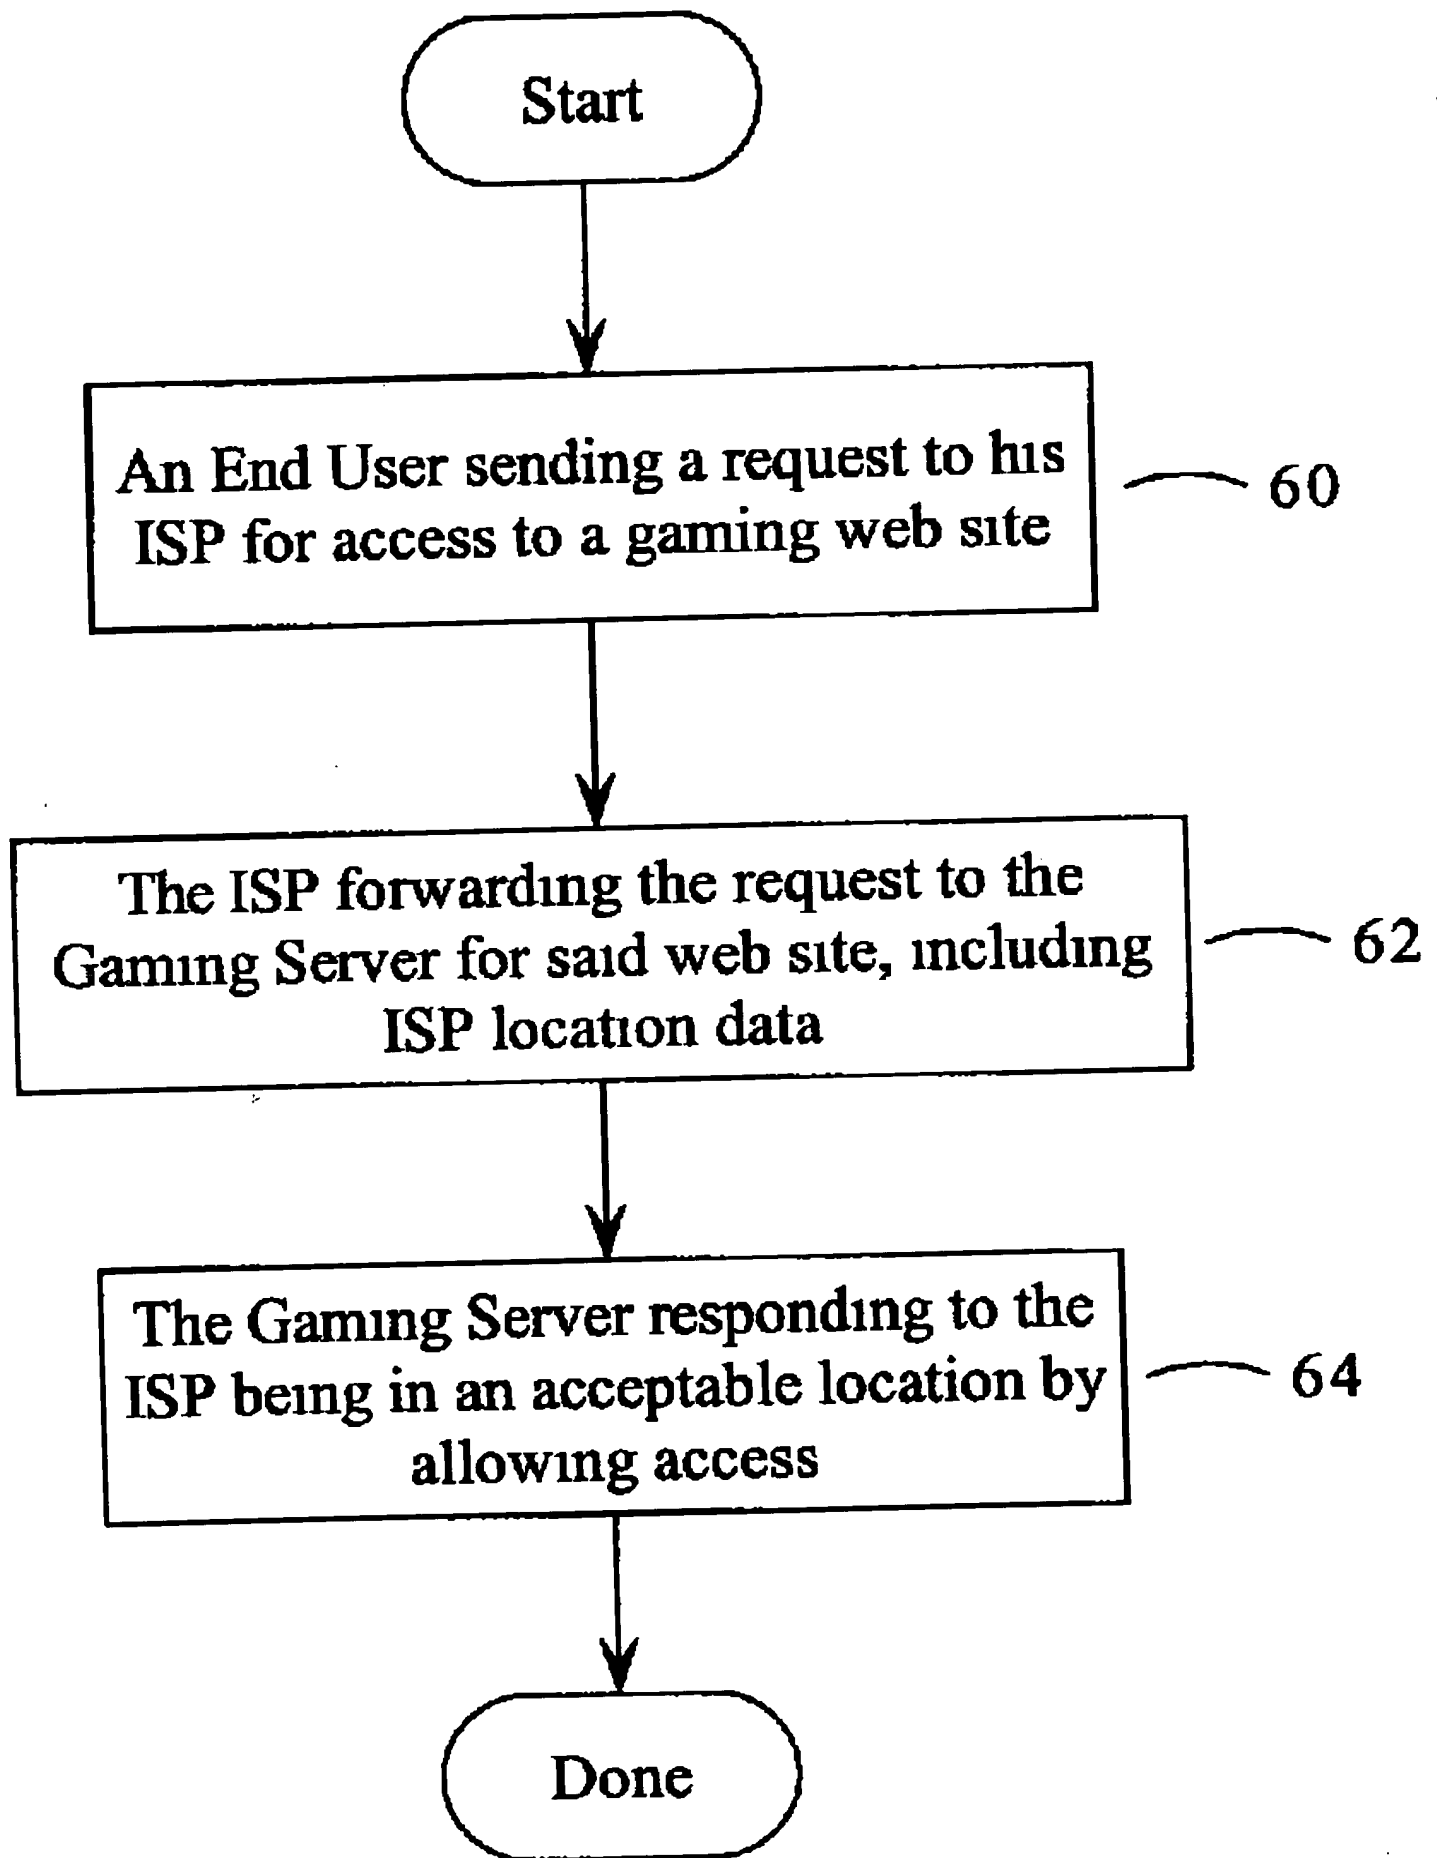 Start
An End User sending a request to his
ISP for access to a gaming web site
60
The ISP forwarding the request to the
Gaming Server for said web site, including
ISP location data
62
The Gaming Server responding to the
ISP being in an acceptable location by
allowing access
64
Done